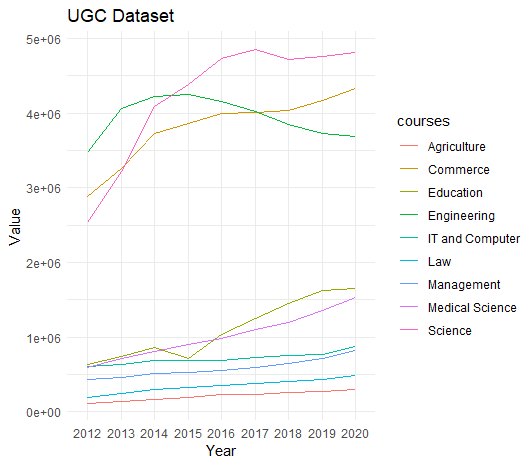 UGC Dataset
5e+06
4e+06
3e+06
2e+06
1e+06
0e+00
Value
2012 2013 2014 2015 2016 2017 2018 2019 2020
Year
courses
Agriculture
Commerce
Education
Engineering
IT and Computer
Law
Management
Medical Science
Science